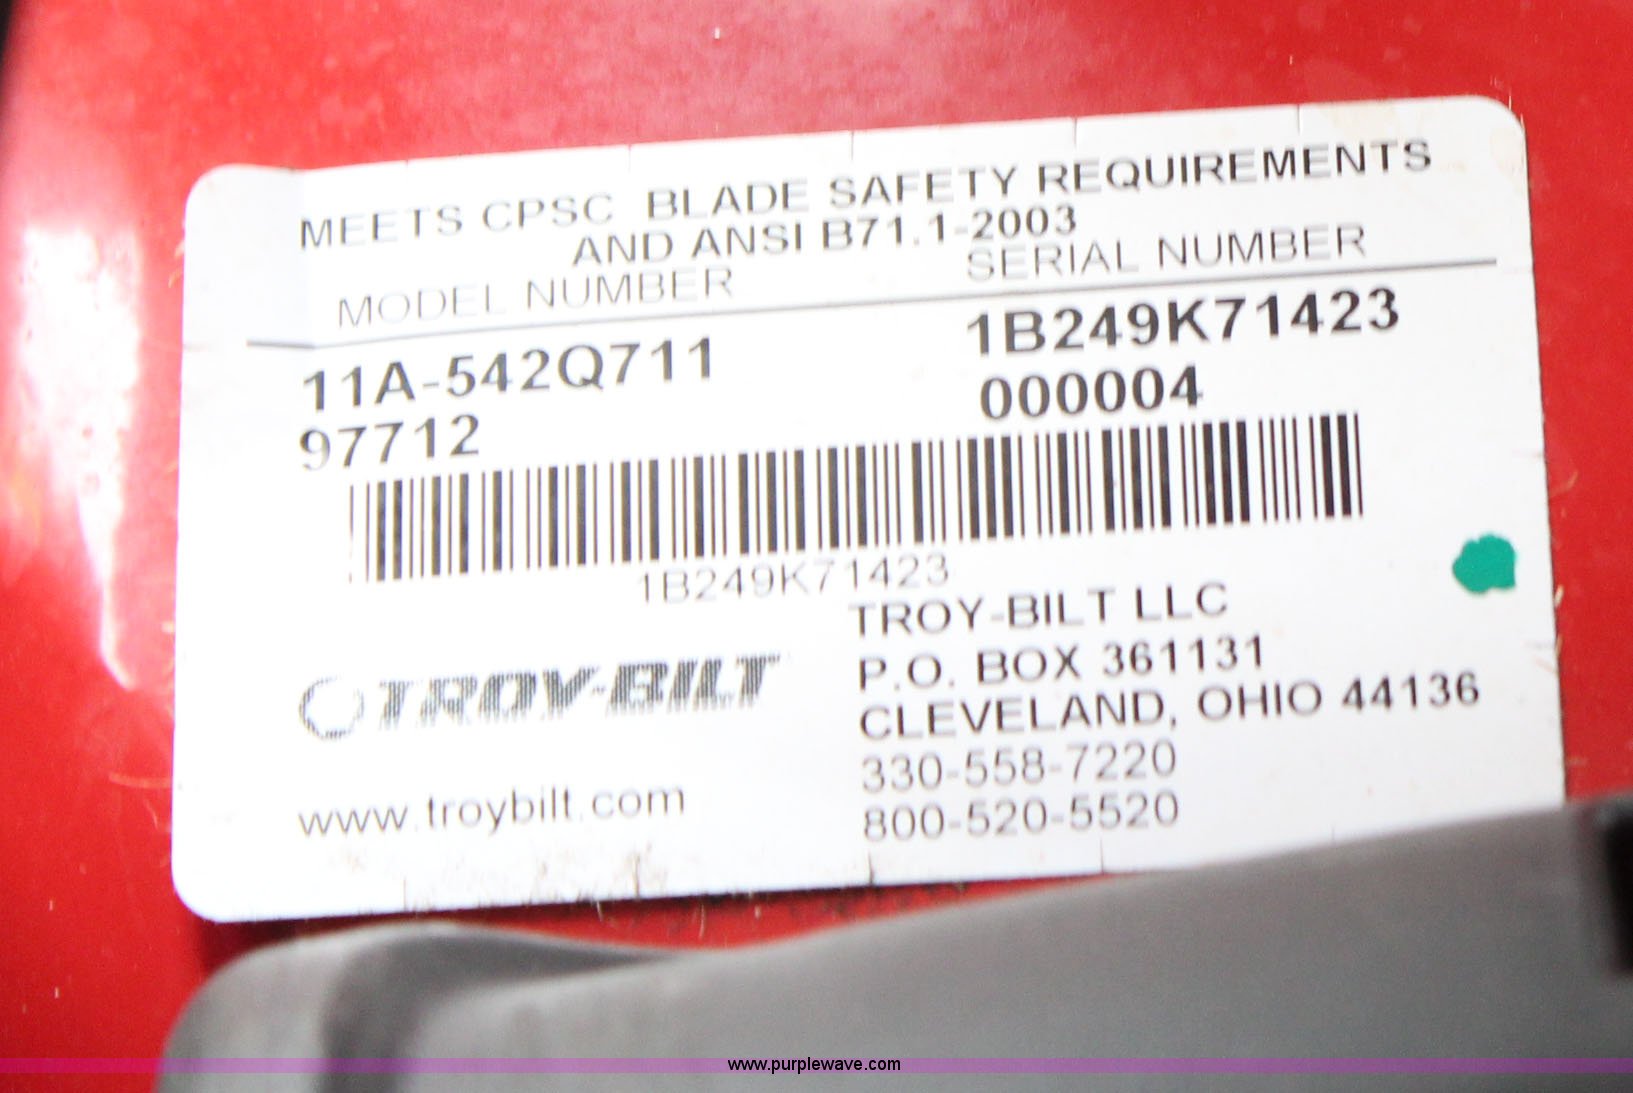 MEETS CPSC BLADE SAFETY REQUIREMENTS
AND ANSI B71.1-2003
MODEL NUMBER SERIAL NUMBER
11A-542Q711 1B249K71423
97712 000004
1B249K71423
TROY-BILT LLC
P.O. BOX 361131
TROY-BILT CLEVELAND, OHIO 44136
330-558-7220
www.troybilt.com 800-520-5520
www.purplewave.com